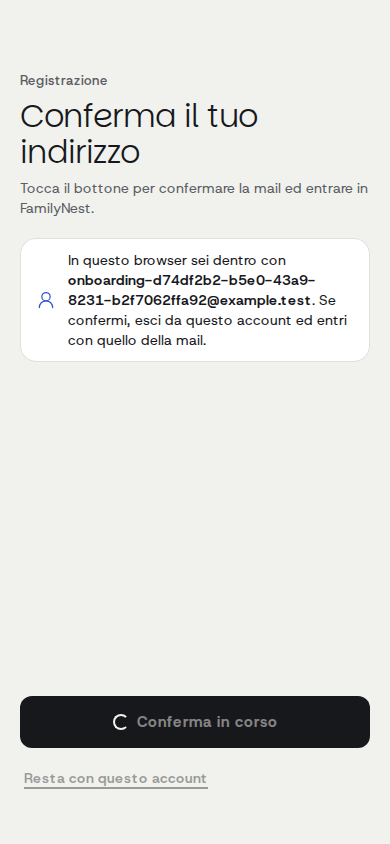 Registrazione
Conferma il tuo
indirizzo
Tocca il bottone per confermare la mail ed entrare in
FamilyNest.
In questo browser sei dentro con
onboarding-d74df2b2-b5e0-43a9-
8231-b2f7062ffa92@example.test. Se
confermi, esci da questo account ed entri
con quello della mail.
Conferma in corso
Resta con questo account